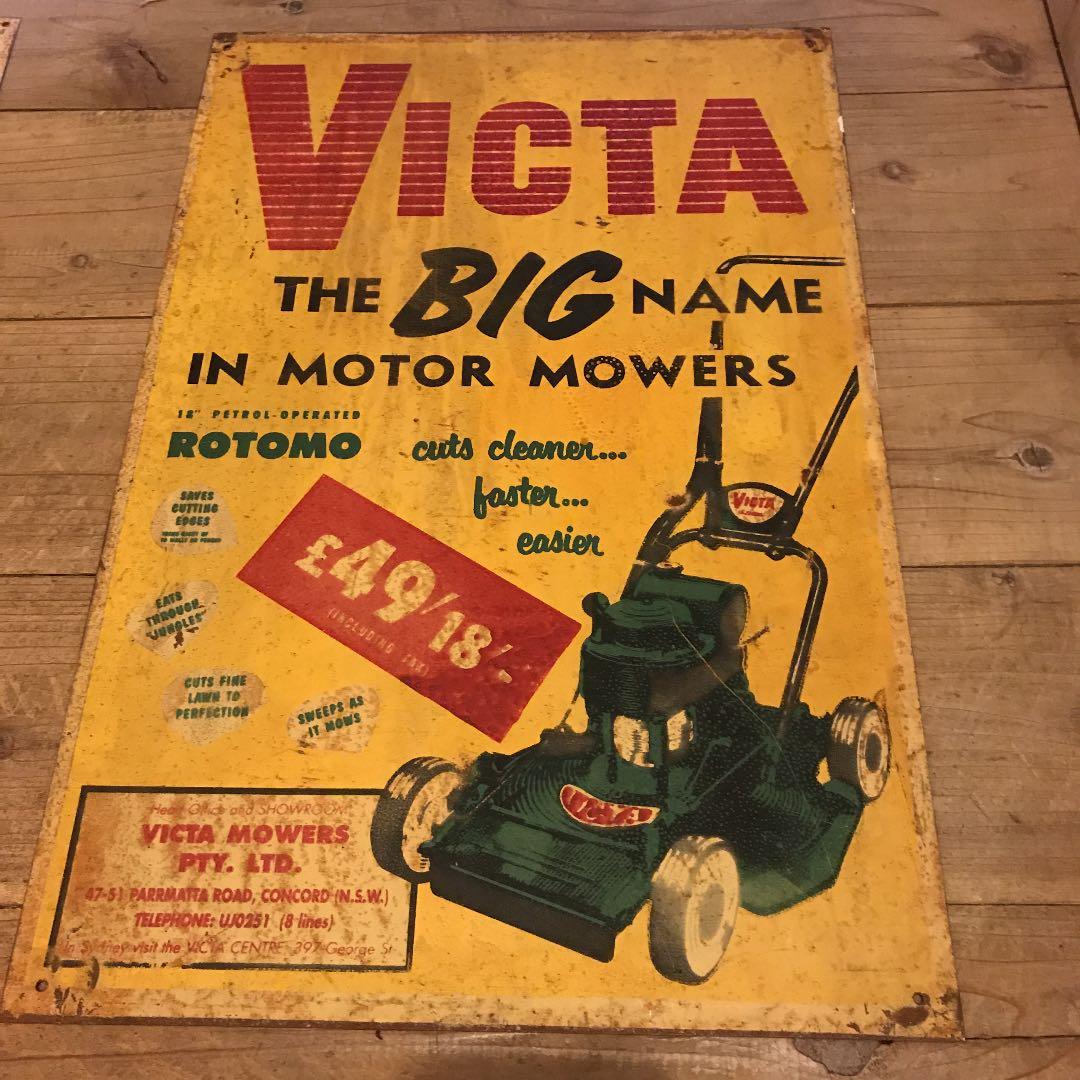 VICTA
THE BIG NAME
IN MOTOR MOWERS
18" PETROL-OPERATED
ROTOMO
cuts cleaner...
faster...
easier
SAVES
CUTTING
EDGES
£49/18/-
(INCLUDING TAX)
EATS
THROUGH
"JUNGLES"
CUTS FINE
LAWN TO
PERFECTION
SWEEPS AS
IT MOWS
VICTA
VICTA
Head Office and SHOWROOM
VICTA MOWERS
PTY. LTD.
47-51 PARRMATTA ROAD, CONCORD (N.S.W.)
TELEPHONE: UJ0251 (8 lines)
In Sydney visit the VICTA CENTRE, 397 George St